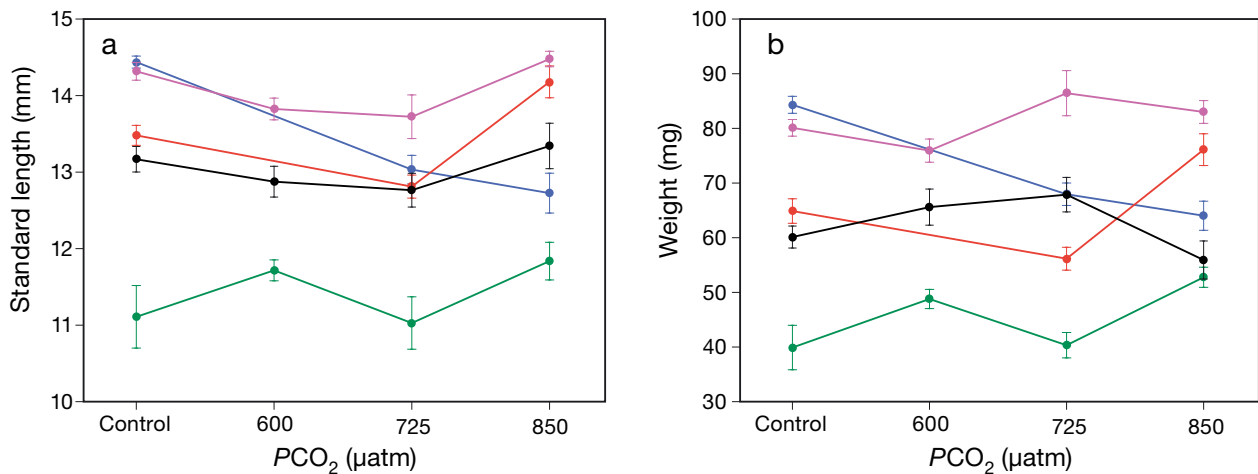 a
Standard length (mm)
15
14
13
12
11
10
Control 600 725 850
PCO₂ (µatm)
b
Weight (mg)
100
90
80
70
60
50
40
30
Control 600 725 850
PCO₂ (µatm)